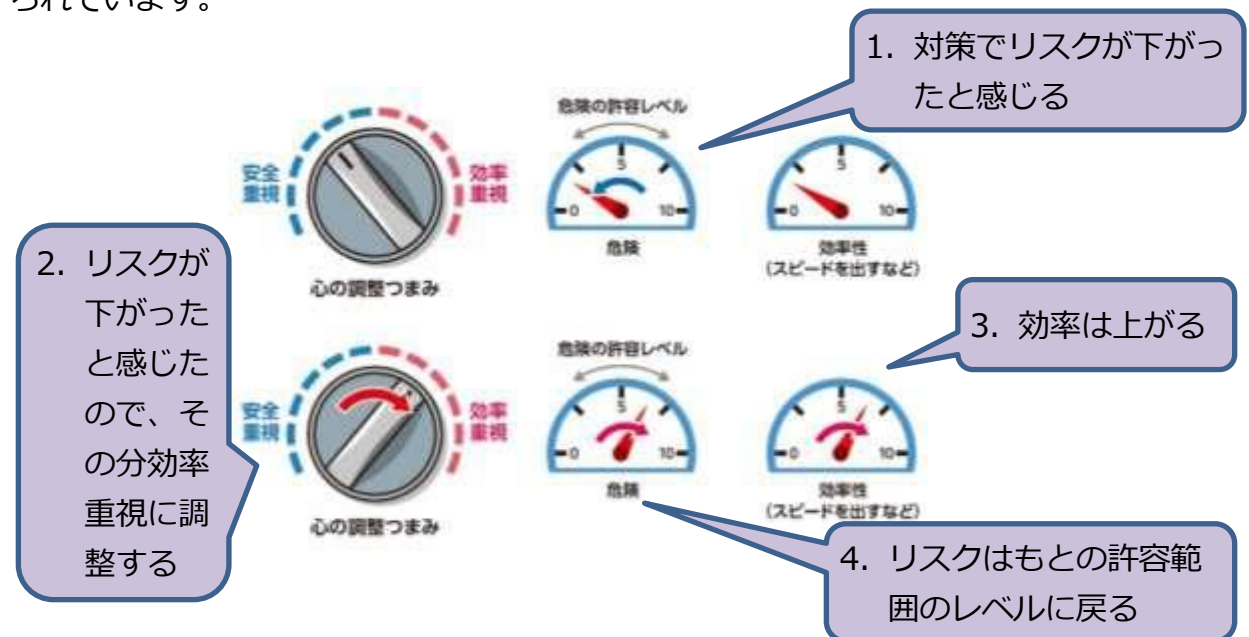 られています。
1. 対策でリスクが下がっ
たと感じる
危険の許容レベル
安全
重視
効率
重視
5
0
10
危険
5
0
10
効率性
(スピードを出すなど)
心の調整つまみ
2. リスクが
下がった
と感じた
ので、そ
の分効率
重視に調
整する
3. 効率は上がる
危険の許容レベル
安全
重視
効率
重視
5
0
10
危険
5
0
10
効率性
(スピードを出すなど)
心の調整つまみ
4. リスクはもとの許容範
囲のレベルに戻る